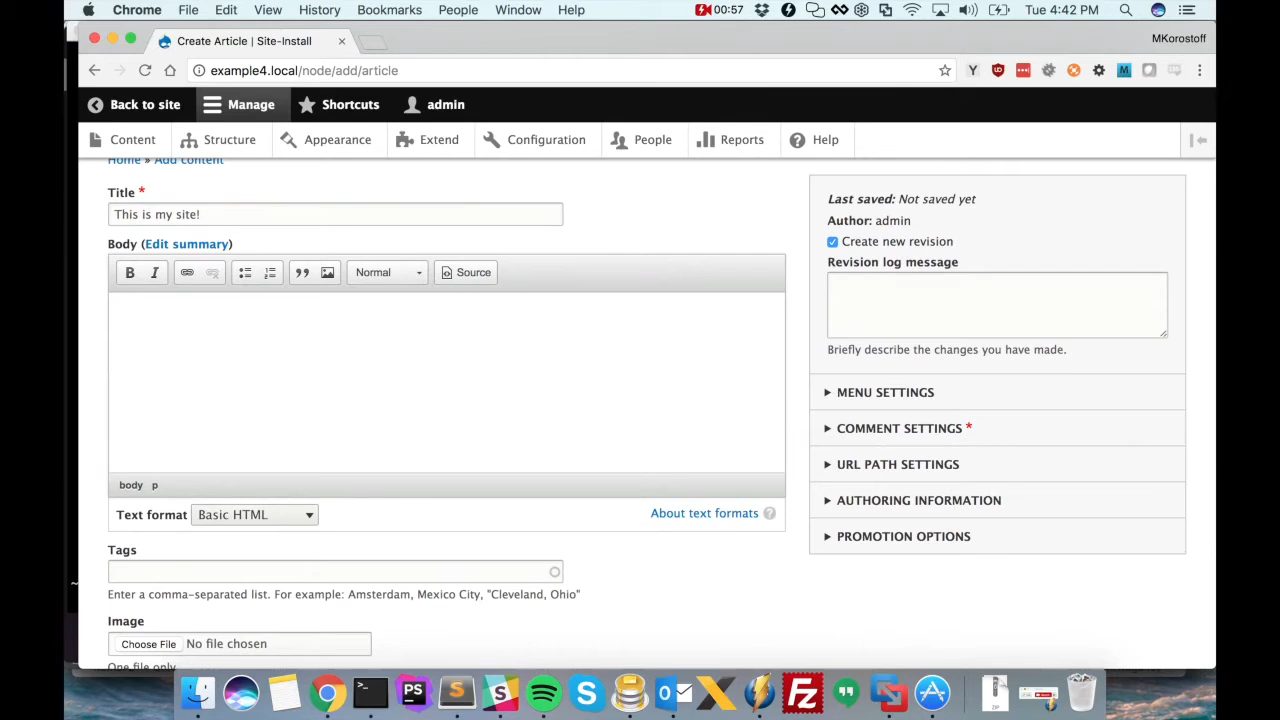 Chrome File Edit View History Bookmarks People Window Help 00:57 Tue 4:42 PM
Create Article | Site-Install MKorostoff
example4.local/node/add/article
Back to site Manage Shortcuts admin
Content Structure Appearance Extend Configuration People Reports Help
Home » Add content
Title *
This is my site!
Body (Edit summary)
B I Normal Source
body p
Text format Basic HTML About text formats ?
Tags
Enter a comma-separated list. For example: Amsterdam, Mexico City, "Cleveland, Ohio"
Image
Choose File No file chosen
One file only
Last saved: Not saved yet
Author: admin
Create new revision
Revision log message
Briefly describe the changes you have made.
MENU SETTINGS
COMMENT SETTINGS *
URL PATH SETTINGS
AUTHORING INFORMATION
PROMOTION OPTIONS